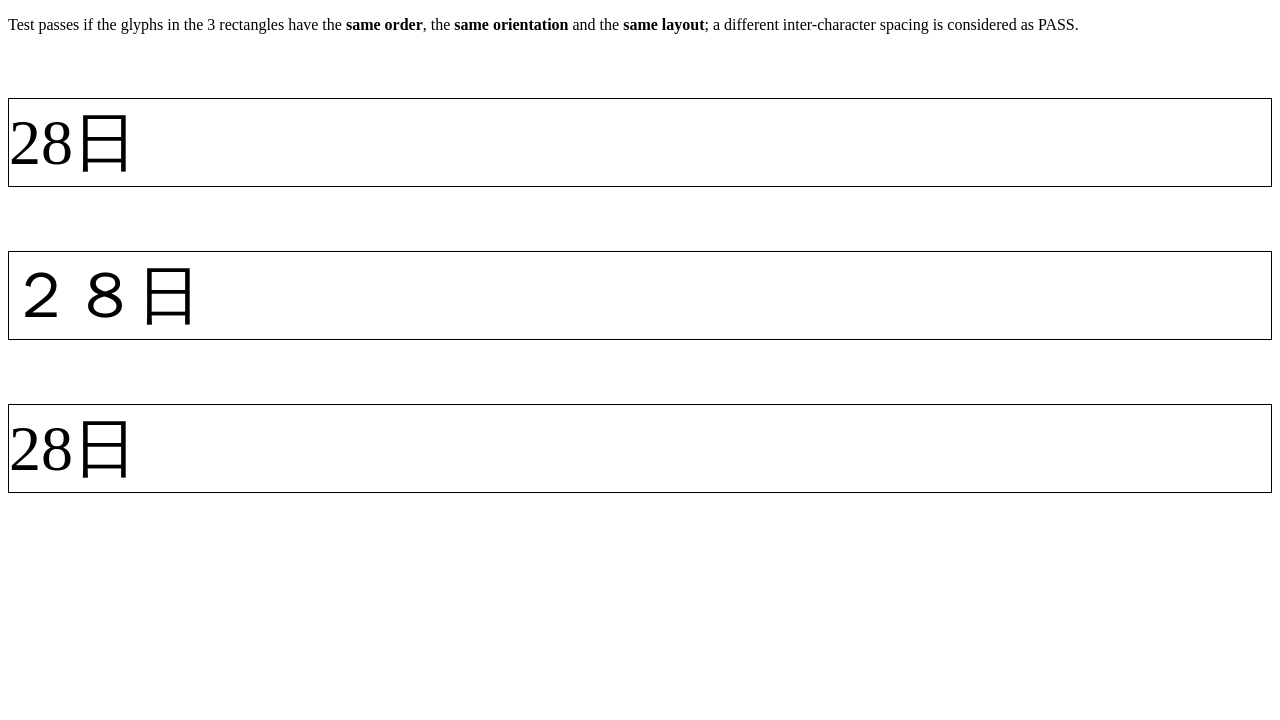 Test passes if the glyphs in the 3 rectangles have the same order, the same orientation and the same layout; a different inter-character spacing is considered as PASS.
28日
２８日
28日